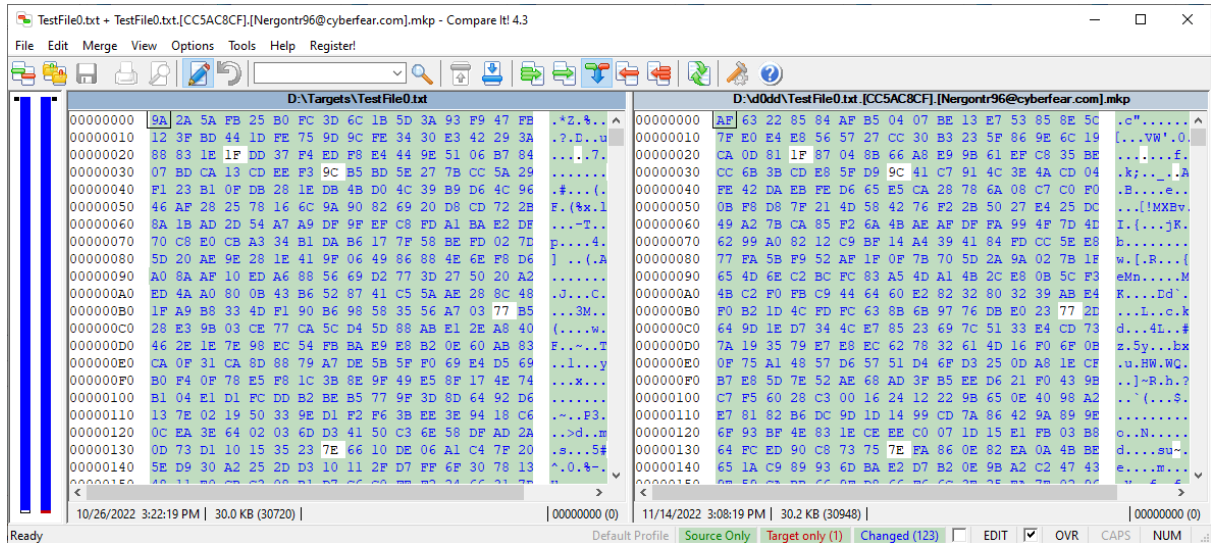 TestFile0.txt + TestFile0.txt.[CC5AC8CF].[Nergontr96@cyberfear.com].mkp - Compare It! 4.3
File Edit Merge View Options Tools Help Register!
D:\Targets\TestFile0.txt
00000000 9A 2A 5A FB 25 B0 FC 3D 6C 1B 5D 3A 93 F9 47 FB .*Z.%..
00000010 12 3F BD 44 1D FE 75 9D 9C FE 34 30 E3 42 29 3A .?.D..u
00000020 88 83 1E 1F DD 37 F4 ED F8 E4 44 9E 51 06 B7 84 .....7.
00000030 07 BD CA 13 CD EE F3 9C B5 BD 5E 27 7B CC 5A 29 .......
00000040 F1 23 B1 0F DB 28 1E DB 4B D0 4C 39 B9 D6 4C 96 .#...(.
00000050 46 AF 28 25 78 16 6C 9A 90 82 69 20 D8 CD 72 2B F.(%x.l
00000060 8A 1B AD 2D 54 A7 A9 DF 9F EF C8 FD A1 BA E2 DF ...-T..
00000070 70 C8 E0 CB A3 34 B1 DA B6 17 7F 58 BE FD 02 7D p....4.
00000080 5D 20 AE 9E 28 1E 41 9F 06 49 86 88 4E 6E F8 D6 ] ..(.A
00000090 A0 8A AF 10 ED A6 88 56 69 D2 77 3D 27 50 20 A2 .......
000000A0 ED 4A A0 80 0B 43 B6 52 87 41 C5 5A AE 28 8C 48 .J...C.
000000B0 1F A9 B8 33 4D F1 90 B6 98 58 35 56 A7 03 77 B5 ...3M..
000000C0 28 E3 9B 03 CE 77 CA 5C D4 5D 88 AB E1 2E A8 40 (....w.
000000D0 46 2E 1E 7E 98 EC 54 FB BA E9 E8 B2 0E 60 AB 83 F..~..T
000000E0 CA 0F 31 CA 8D 88 79 A7 DE 5B 5F F0 69 E4 D5 69 ..1...y
000000F0 B0 F4 0F 78 E5 F8 1C 3B 8E 9F 49 E5 8F 17 4E 74 ...x...
00000100 B1 04 E1 D1 FC DD B2 BE B5 77 9F 3D 8D 64 92 D6 .......
00000110 13 7E 02 19 50 33 9E D1 F2 F6 3B EE 3E 94 18 C6 .~..P3.
00000120 0C EA 3E 64 02 03 6D D3 41 50 C3 6E 58 DF AD 2A ..>d..m
00000130 0D 73 D1 10 15 35 23 7E 66 10 DE 06 A1 C4 7F 20 .s...5#
00000140 5E D9 30 A2 25 2D D3 10 11 2F D7 FF 6F 30 78 13 ^.0.%-.
10/26/2022 3:22:19 PM | 30.0 KB (30720) | 00000000 (0)
D:\d0dd\TestFile0.txt.[CC5AC8CF].[Nergontr96@cyberfear.com].mkp
00000000 AF 63 22 85 84 AF B5 04 07 BE 13 E7 53 85 8E 5C .c"....
00000010 7F E0 E4 E8 56 57 27 CC 30 B3 23 5F 86 9E 6C 19 [...VW'.0.
00000020 CA 0D 81 1F 87 04 8B 66 A8 E9 9B 61 EF C8 35 BE .......f.
00000030 CC 6B 3B CD E8 5F D9 9C 41 C7 91 4C 3E 4A CD 04 .k;.._..A
00000040 FE 42 DA EB FE D6 65 E5 CA 28 78 6A 08 C7 C0 F0 .B....e..
00000050 0B F8 D8 7F 21 4D 58 42 76 F2 2B 50 27 E4 25 DC ...[!MXBv.
00000060 49 A2 7B CA 85 F2 6A 4B AE AF DF FA 99 4F 7D 4D I.{...jK.
00000070 62 99 A0 82 12 C9 BF 14 A4 39 41 84 FD CC 5E E8 b........
00000080 77 FA 5B F9 52 AF 1F 0F 7B 70 5D 2A 9A 02 7B 1F w.[.R...{
00000090 65 4D 6E C2 BC FC 83 A5 4D A1 4B 2C E8 0B 5C F3 eMn.....M
000000A0 4B C2 F0 FB C9 44 64 60 E2 82 32 80 32 39 AB E4 K....Dd`.
000000B0 F0 B2 1D 4C FD FC 63 8B 6B 97 76 DB E0 23 77 2D ...L..c.k
000000C0 64 9D 1E D7 34 4C E7 85 23 69 7C 51 33 E4 CD 73 d...4L..#
000000D0 7A 19 35 79 E7 E8 EC 62 78 32 61 4D 16 F0 6F 0B z.5y...bx
000000E0 0F 75 A1 48 57 D6 57 51 D4 6F D3 25 0D A8 1E CF .u.HW.WQ.
000000F0 B7 E8 5D 7E 52 AE 68 AD 3F B5 EE D6 21 F0 43 9B ..]~R.h.?
00000100 C7 F5 60 28 C3 00 16 24 12 22 9B 65 0E 40 98 A2 ..`(...$.
00000110 E7 81 82 B6 DC 9D 1D 14 99 CD 7A 86 42 9A 89 9E .........
00000120 6F 93 BF 4E 83 1E CE EE C0 07 1D 15 E1 FB 03 B8 o..N.....
00000130 64 FC ED 90 C8 73 75 7E FA 86 0E 82 EA 0A 4B BE d....su~.
00000140 65 1A C9 89 93 6D BA E2 D7 B2 0E 9B A2 C2 47 43 e....m...
11/14/2022 3:08:19 PM | 30.2 KB (30948) | 00000000 (0)
Ready Default Profile Source Only Target only (1) Changed (123) EDIT OVR CAPS NUM